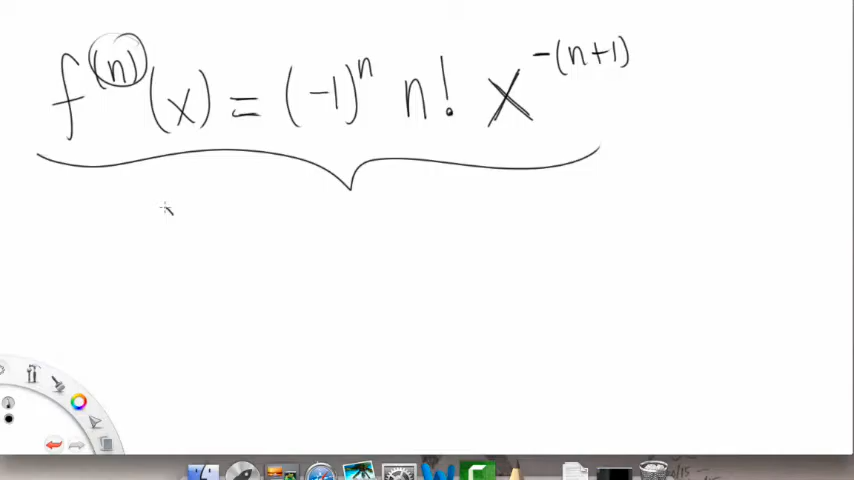 f^(n) (x) = (-1)^n n! x^-(n+1)